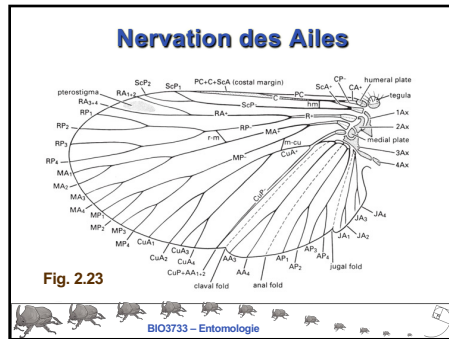 Nervation des Ailes
PC+C+ScA (costal margin)
CP-
humeral plate
ScP2
ScP1
ScA+
CA+
pterostigma
RA1+2
C
PC
tegula
RA3+4
ScP
hm
RP1
RA+
R+
1Ax
RP2
RP-
MA
2Ax
r-m
m-cu
medial plate
RP3
MP-
CuA+
3Ax
RP4
4Ax
MA1
MA2
CuP-
MA3
MA4
MP1
JA4
MP2
MP3
JA3
MP4
CuA1
JA2
CuA2
CuA3
AA3
AP1
AP3
AP4
JA1
CuA4
AA4
AP2
CuP+AA1+2
jugal fold
claval fold
anal fold
Fig. 2.23
BIO3733 – Entomologie